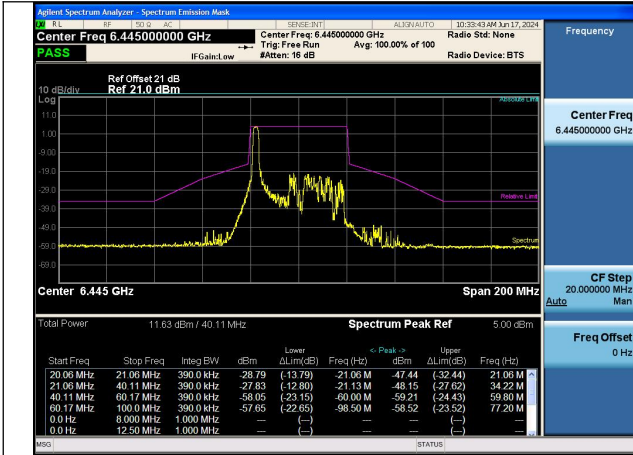 Agilent Spectrum Analyzer - Spectrum Emission Mask
RL RF 50 Ω AC SENSE:INT ALIGNAUTO 10:33:43 AM Jun 17, 2024
Center Freq 6.445000000 GHz Center Freq: 6.445000000 GHz Radio Std: None
Trig: Free Run Avg: 100.00% of 100
PASS IFGain:Low #Atten: 16 dB Radio Device: BTS
Ref Offset 21 dB
10 dB/div Ref 21.0 dBm
Log
Absolute Limit
11.0
1.00
-9.00
-19.0
-29.0
Relative Limit
-39.0
-49.0
Spectrum
-59.0
-69.0
Center 6.445 GHz Span 200 MHz
Total Power 11.63 dBm / 40.11 MHz Spectrum Peak Ref 5.00 dBm
Lower <- Peak -> Upper
Start Freq Stop Freq Integ BW dBm ΔLim(dB) Freq (Hz) dBm ΔLim(dB) Freq (Hz)
20.06 MHz 21.06 MHz 390.0 kHz -28.79 (-13.79) -21.06 M -47.44 (-32.44) 21.06 M
21.06 MHz 40.11 MHz 390.0 kHz -27.83 (-12.80) -21.13 M -48.15 (-27.62) 34.22 M
40.11 MHz 60.17 MHz 390.0 kHz -58.05 (-23.15) -60.00 M -59.21 (-24.43) 59.80 M
60.17 MHz 100.0 MHz 390.0 kHz -57.65 (-22.65) -98.50 M -58.52 (-23.52) 77.20 M
0.0 Hz 8.000 MHz 1.000 MHz --- (---) --- --- (---) ---
0.0 Hz 12.50 MHz 1.000 MHz --- (---) --- --- (---) ---
MSG STATUS
Frequency
Center Freq
6.445000000 GHz
CF Step
20.000000 MHz
Auto Man
Freq Offset
0 Hz